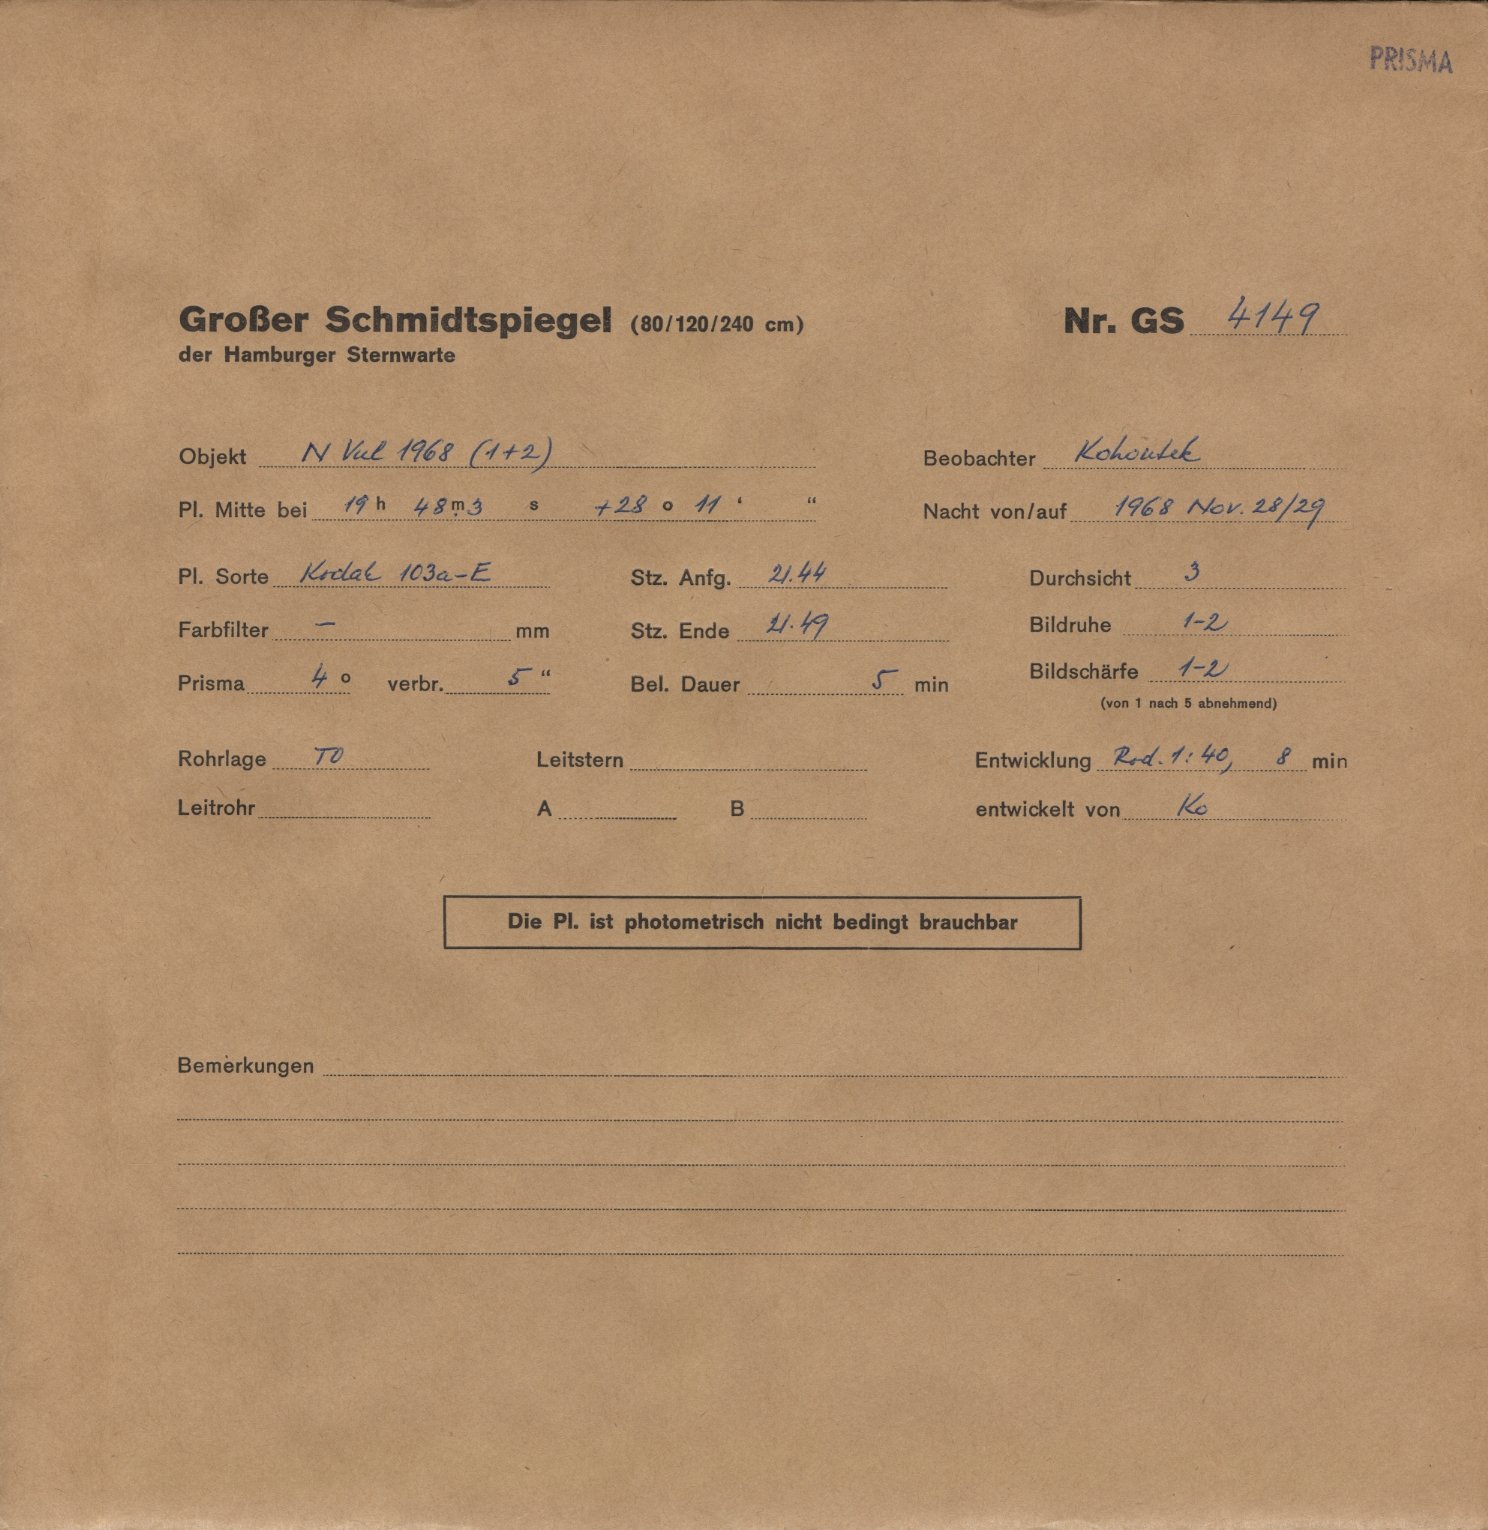 PRISMA
Großer Schmidtspiegel (80/120/240 cm) Nr. GS 4149
der Hamburger Sternwarte
Objekt N Vul 1968 (1+2) Beobachter Kohoutek
Pl. Mitte bei 19 h 48 m.3 s +28 o 11 ‘ “ Nacht von/auf 1968 Nov. 28/29
Pl. Sorte Kodak 103a-E Stz. Anfg. 21.44 Durchsicht 3
Farbfilter — mm Stz. Ende 21.49 Bildruhe 1-2
Prisma 4 o verbr. 5 “ Bel. Dauer 5 min Bildschärfe 1-2
(von 1 nach 5 abnehmend)
Rohrlage TO Leitstern Entwicklung Rod. 1:40, 8 min
Leitrohr A B entwickelt von Ko
Die Pl. ist photometrisch nicht bedingt brauchbar
Bemerkungen